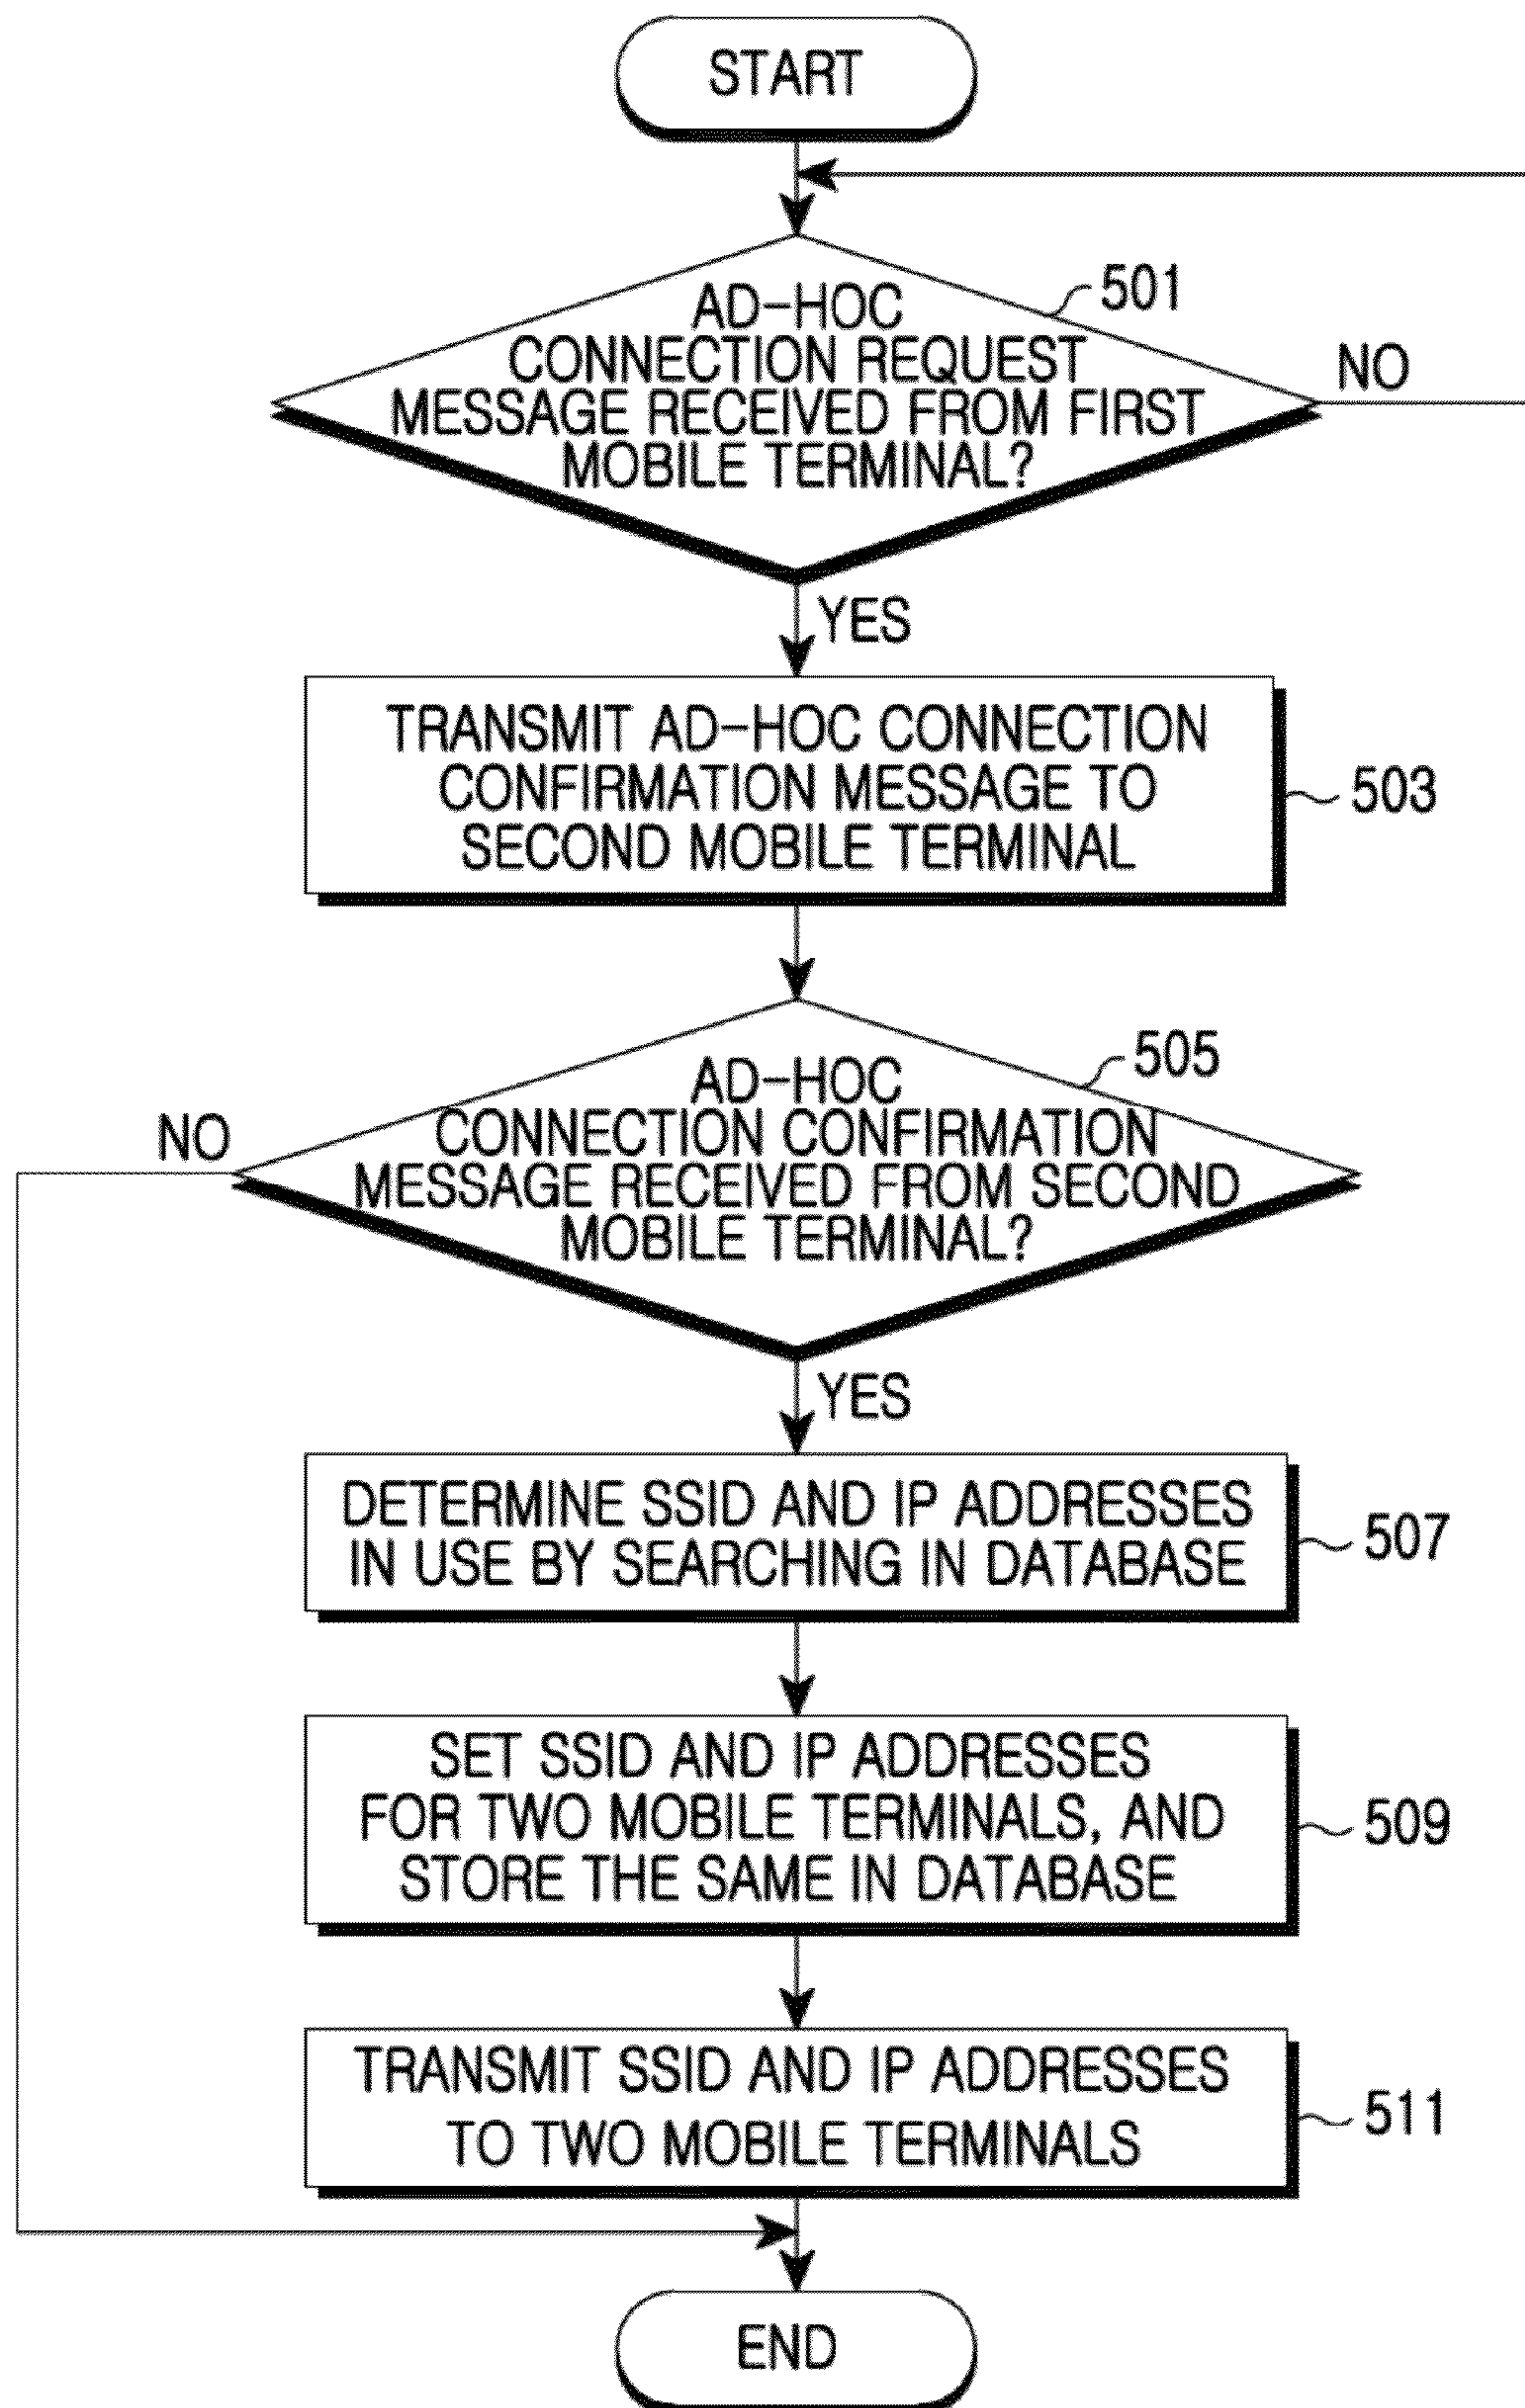 START
AD-HOC
CONNECTION REQUEST
MESSAGE RECEIVED FROM FIRST
MOBILE TERMINAL?
501
NO
YES
TRANSMIT AD-HOC CONNECTION
CONFIRMATION MESSAGE TO
SECOND MOBILE TERMINAL
503
AD-HOC
CONNECTION CONFIRMATION
MESSAGE RECEIVED FROM SECOND
MOBILE TERMINAL?
505
NO
YES
DETERMINE SSID AND IP ADDRESSES
IN USE BY SEARCHING IN DATABASE
507
SET SSID AND IP ADDRESSES
FOR TWO MOBILE TERMINALS, AND
STORE THE SAME IN DATABASE
509
TRANSMIT SSID AND IP ADDRESSES
TO TWO MOBILE TERMINALS
511
END